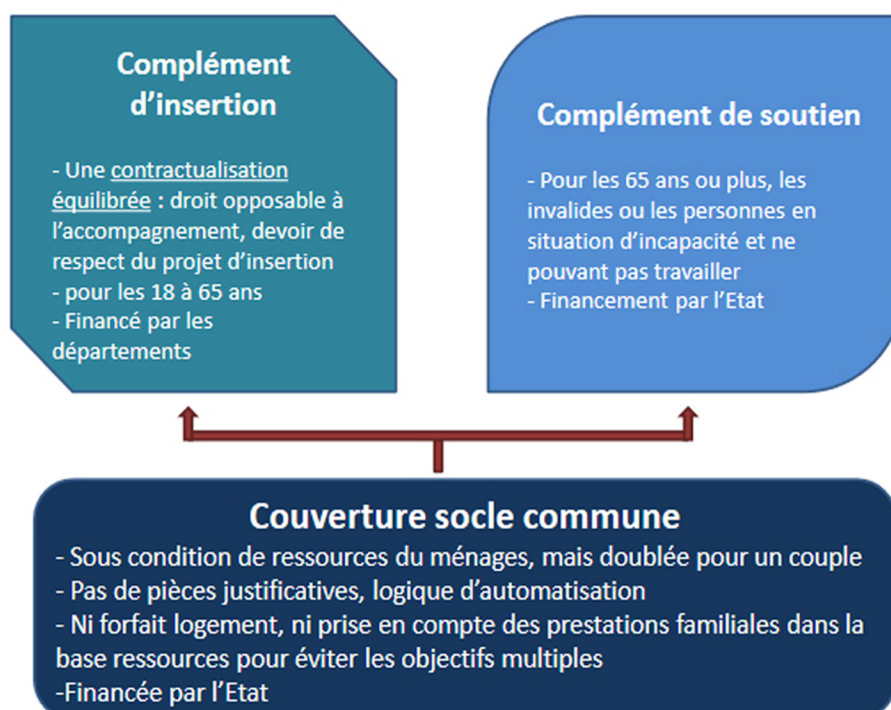 Complément
d’insertion
- Une contractualisation
équilibrée : droit opposable à
l’accompagnement, devoir de
respect du projet d’insertion
- pour les 18 à 65 ans
- Financé par les
départements
Complément de soutien
- Pour les 65 ans ou plus, les
invalides ou les personnes en
situation d’incapacité et ne
pouvant pas travailler
- Financement par l’Etat
Couverture socle commune
- Sous condition de ressources du ménages, mais doublée pour un couple
- Pas de pièces justificatives, logique d’automatisation
- Ni forfait logement, ni prise en compte des prestations familiales dans la
base ressources pour éviter les objectifs multiples
-Financée par l’Etat